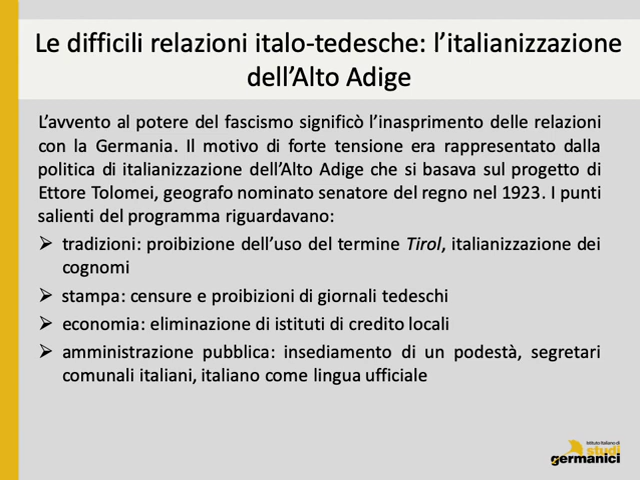 Le difficili relazioni italo-tedesche: l’italianizzazione
dell’Alto Adige
L’avvento al potere del fascismo significò l’inasprimento delle relazioni
con la Germania. Il motivo di forte tensione era rappresentato dalla
politica di italianizzazione dell’Alto Adige che si basava sul progetto di
Ettore Tolomei, geografo nominato senatore del regno nel 1923. I punti
salienti del programma riguardavano:
➢ tradizioni: proibizione dell’uso del termine Tirol, italianizzazione dei
cognomi
➢ stampa: censure e proibizioni di giornali tedeschi
➢ economia: eliminazione di istituti di credito locali
➢ amministrazione pubblica: insediamento di un podestà, segretari
comunali italiani, italiano come lingua ufficiale
Istituto Italiano di
studi
germanici